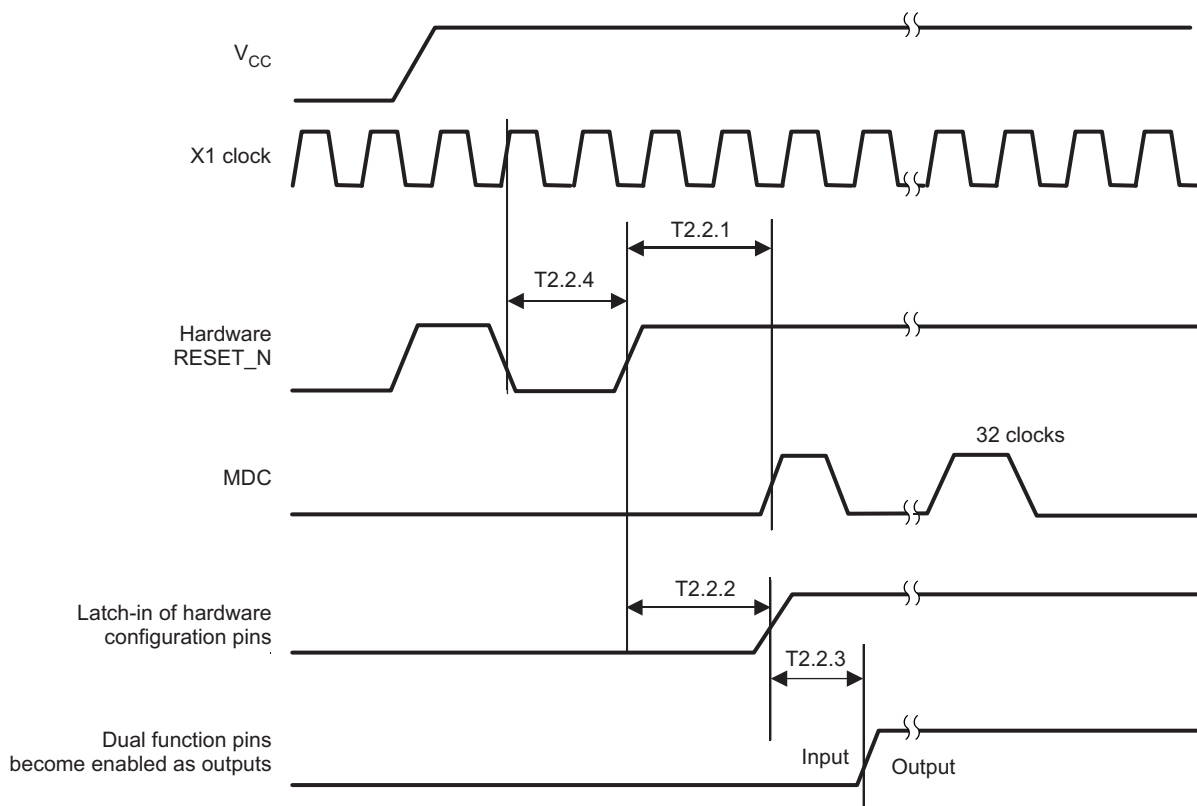 VCC
X1 clock
T2.2.1
T2.2.4
Hardware
RESET_N
32 clocks
MDC
T2.2.2
Latch-in of hardware
configuration pins
T2.2.3
Dual function pins
become enabled as outputs
Input
Output